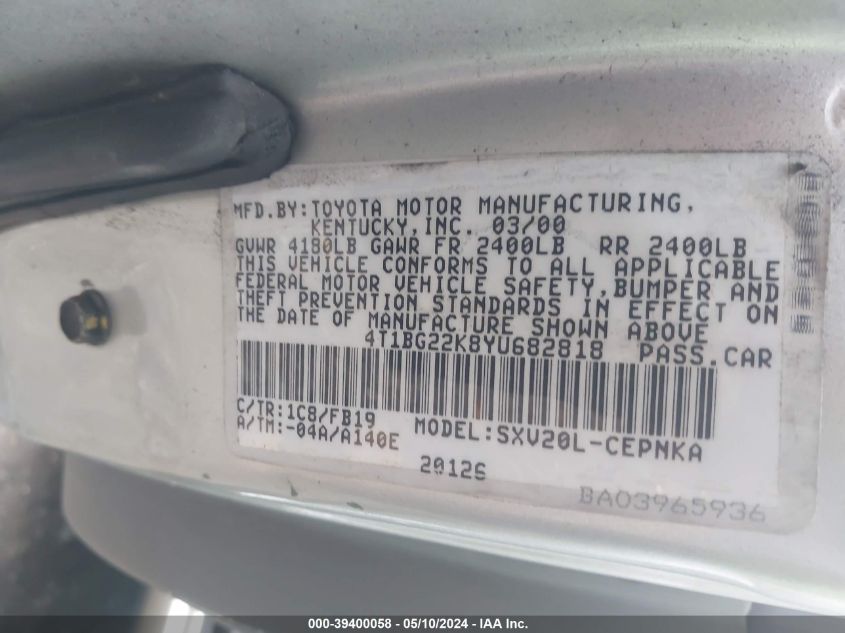 MFD.BY:TOYOTA MOTOR MANUFACTURING,
KENTUCKY,INC. 03/00
GVWR 4180LB GAWR FR 2400LB RR 2400LB
THIS VEHICLE CONFORMS TO ALL APPLICABLE
FEDERAL MOTOR VEHICLE SAFETY,BUMPER AND
THEFT PREVENTION STANDARDS IN EFFECT ON
THE DATE OF MANUFACTURE SHOWN ABOVE
4T1BG22K8YU682818 PASS.CAR
C/TR:1C8/FB19
A/TM:-04A/A140E MODEL:SXV20L-CEPNKA
20126
BA03965936
000-39400058 - 05/10/2024 - IAA Inc.